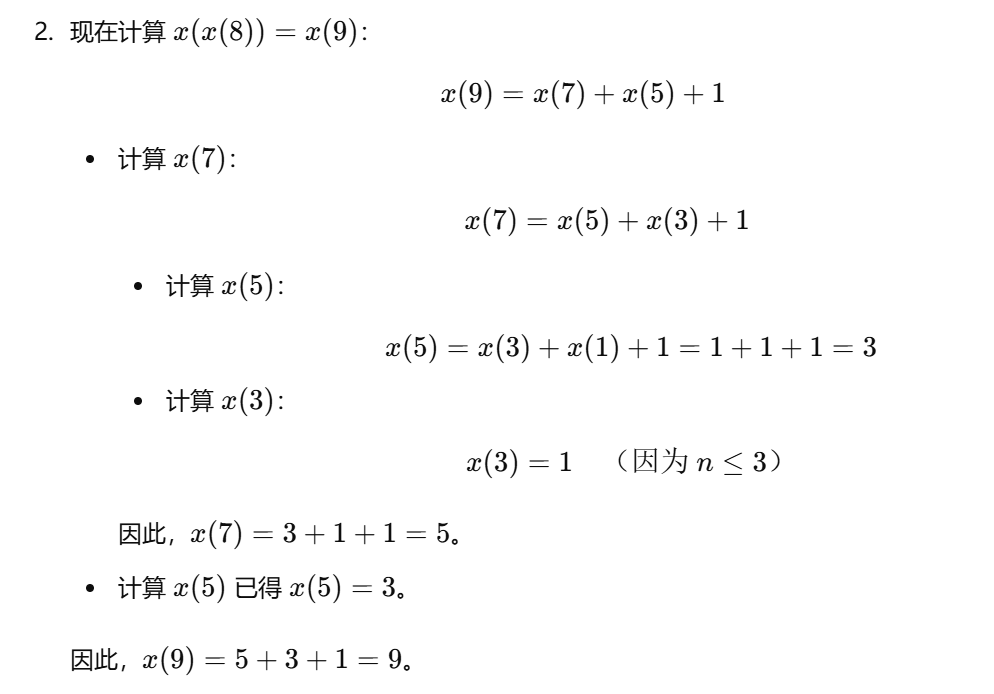 2. 现在计算 x(x(8)) = x(9)：
x(9) = x(7) + x(5) + 1
• 计算 x(7)：
x(7) = x(5) + x(3) + 1
• 计算 x(5)：
x(5) = x(3) + x(1) + 1 = 1 + 1 + 1 = 3
• 计算 x(3)：
x(3) = 1 （因为 n ≤ 3）
因此，x(7) = 3 + 1 + 1 = 5。
• 计算 x(5) 已得 x(5) = 3。
因此，x(9) = 5 + 3 + 1 = 9。